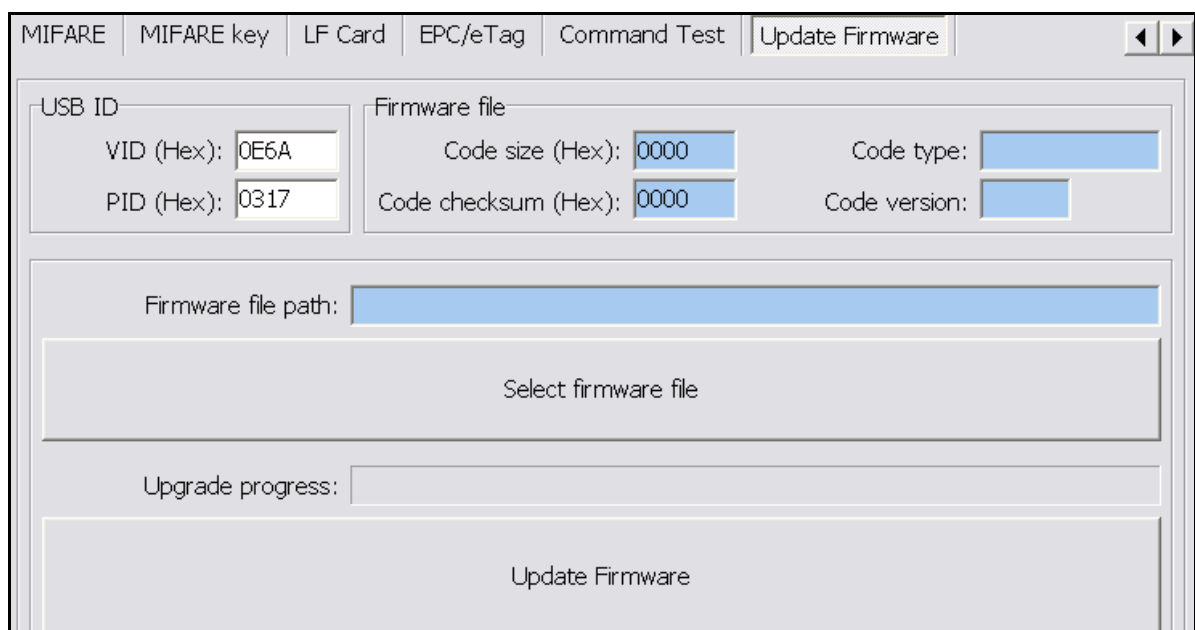 MIFARE MIFARE key LF Card EPC/eTag Command Test Update Firmware
USB ID Firmware file
VID (Hex): 0E6A Code size (Hex): 0000 Code type:
PID (Hex): 0317 Code checksum (Hex): 0000 Code version:
Firmware file path:
Select firmware file
Upgrade progress:
Update Firmware